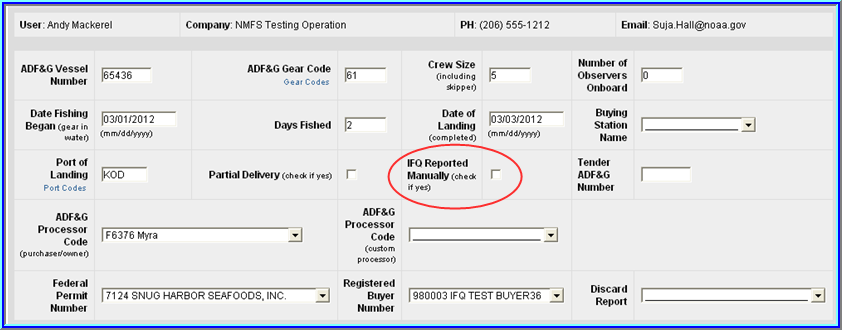 User: Andy Mackerel Company: NMFS Testing Operation PH: (206) 555-1212 Email: Suja.Hall@noaa.gov
ADF&G Vessel Number 65436 ADF&G Gear Code Gear Codes 61 Crew Size (including skipper) 5 Number of Observers Onboard 0
Date Fishing Began (gear in water) 03/01/2012 (mm/dd/yyyy) Days Fished 2 Date of Landing (completed) 03/03/2012 (mm/dd/yyyy) Buying Station Name
Port of Landing Port Codes KOD Partial Delivery (check if yes) IFQ Reported Manually (check if yes) Tender ADF&G Number
ADF&G Processor Code (purchaser/owner) F6376 Myra ADF&G Processor Code (custom processor)
Federal Permit Number 7124 SNUG HARBOR SEAFOODS, INC. Registered Buyer Number 980003 IFQ TEST BUYER36 Discard Report